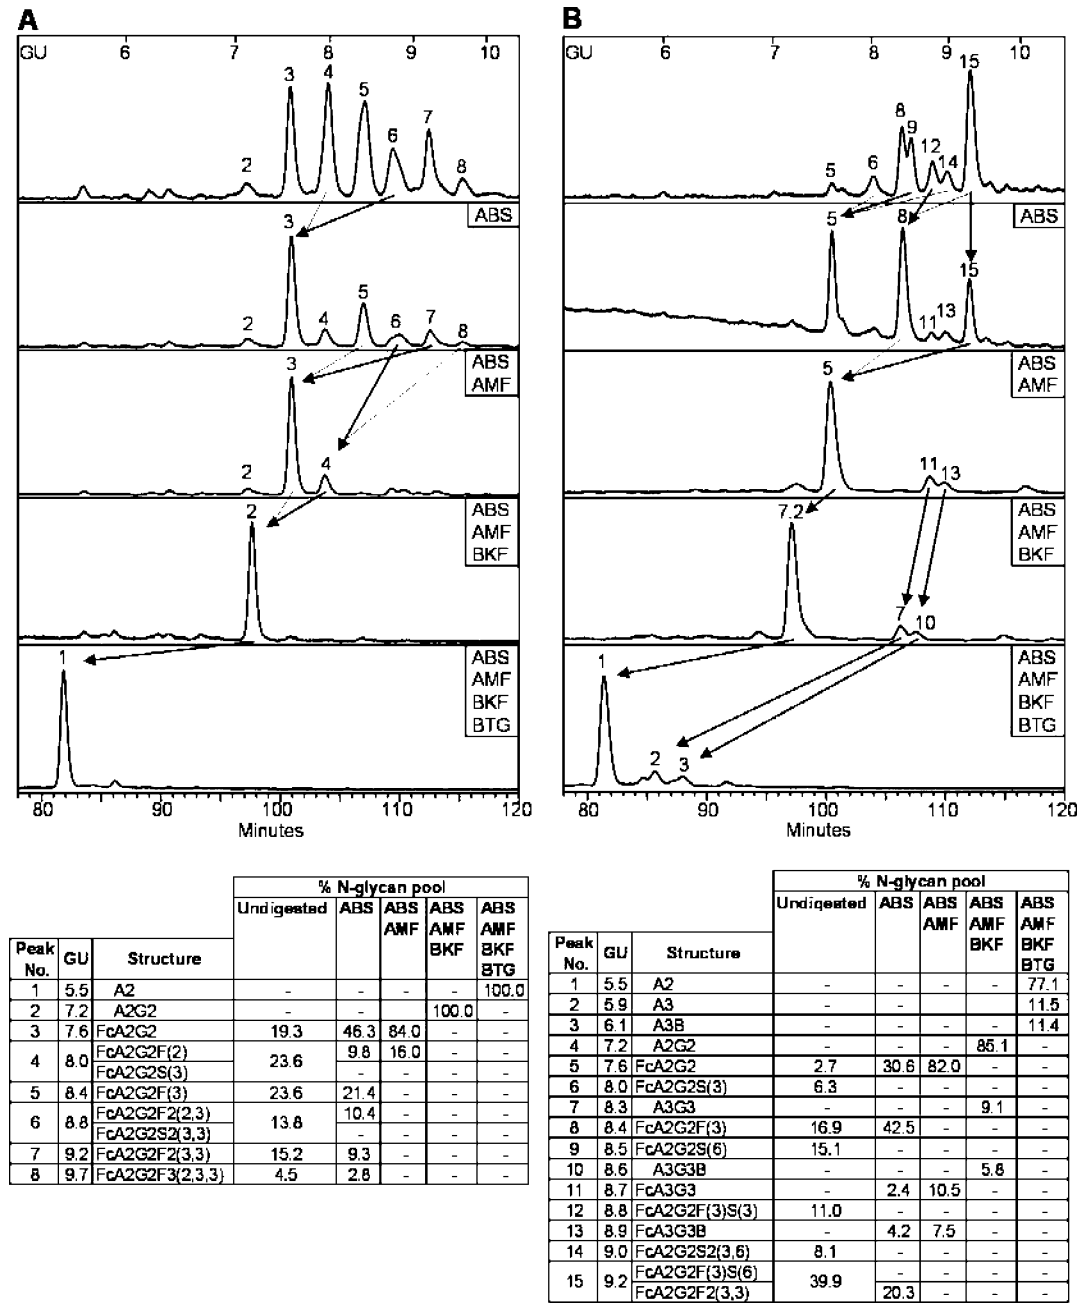 A
GU 6 7 8 9 10
2 3 4 5 6 7 8
ABS
3
2 4 5 6 7 8
ABS
AMF
3
2 4
ABS
AMF
BKF
2
ABS
AMF
BKF
BTG
1
80 90 100 110 120
Minutes
B
GU 6 7 8 9 10
5 6 8 9 12 14 15
ABS
5 8 11 13 15
ABS
AMF
5
11 13
ABS
AMF
BKF
7.2
7 10
ABS
AMF
BKF
BTG
1
2 3
80 90 100 110 120
Minutes
% N-glycan pool
Undigested ABS ABS ABS ABS
AMF AMF AMF
BKF BKF
BTG
Peak No. GU Structure
1 5.5 A2 - - - - 100.0
2 7.2 A2G2 - - - 100.0 -
3 7.6 FcA2G2 19.3 46.3 84.0 - -
4 8.0 FcA2G2F(2) 23.6 9.8 16.0 - -
FcA2G2S(3) - - - -
5 8.4 FcA2G2F(3) 23.6 21.4 - - -
6 8.8 FcA2G2F2(2,3) 13.8 10.4 - - -
FcA2G2S2(3,3) - - - -
7 9.2 FcA2G2F2(3,3) 15.2 9.3 - - -
8 9.7 FcA2G2F3(2,3,3) 4.5 2.8 - - -
% N-glycan pool
Undigested ABS ABS ABS ABS
AMF AMF AMF
BKF BKF
BTG
Peak No. GU Structure
1 5.5 A2 - - - - 77.1
2 5.9 A3 - - - - 11.5
3 6.1 A3B - - - - 11.4
4 7.2 A2G2 - - - 85.1 -
5 7.6 FcA2G2 2.7 30.6 82.0 - -
6 8.0 FcA2G2S(3) 6.3 - - - -
7 8.3 A3G3 - - - 9.1 -
8 8.4 FcA2G2F(3) 16.9 42.5 - - -
9 8.5 FcA2G2S(6) 15.1 - - - -
10 8.6 A3G3B - - - 5.8 -
11 8.7 FcA3G3 - 2.4 10.5 - -
12 8.8 FcA2G2F(3)S(3) 11.0 - - - -
13 8.9 FcA3G3B - 4.2 7.5 - -
14 9.0 FcA2G2S2(3,6) 8.1 - - - -
15 9.2 FcA2G2F(3)S(6) 39.9 - - - -
FcA2G2F2(3,3) 20.3 - - -